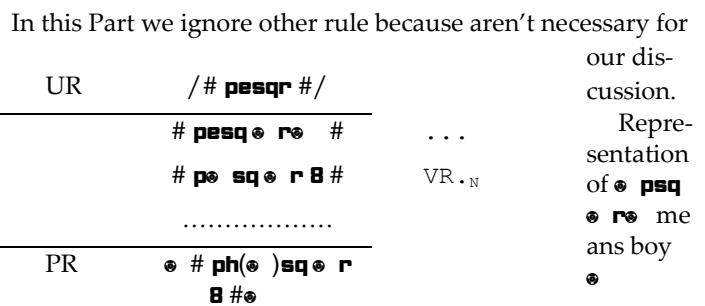 In this Part we ignore other rule because aren't necessary for
our dis-
cussion.
Repre-
sentation
of ☻ psq
☻ r☻ me
ans boy
☻
UR /# pesqr #/
# pesq☻ r☻ # ...
# p☻ sq☻ r 8 # VR.N
..................
PR ☻ # ph(☻ )sq☻ r
8 #☻